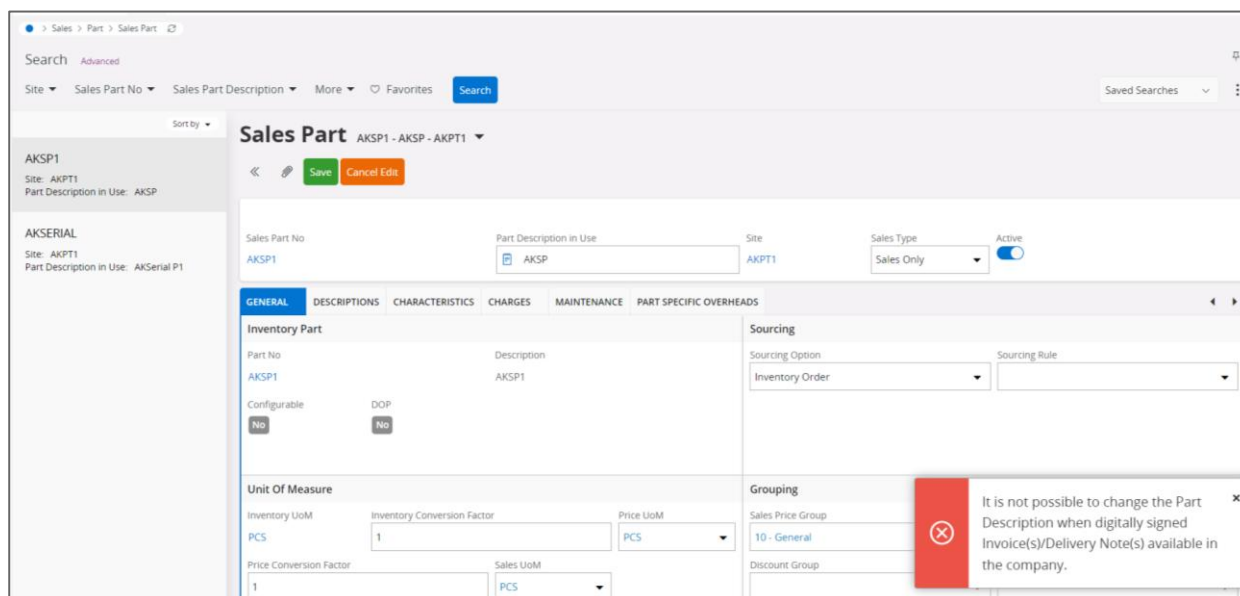 > Sales > Part > Sales Part
Search Advanced
Site Sales Part No Sales Part Description More Favorites Search Saved Searches
Sort by
AKSP1
Site: AKPT1
Part Description in Use: AKSP
AKSERIAL
Site: AKPT1
Part Description in Use: AKSerial P1
Sales Part AKSP1 - AKSP - AKPT1
Save Cancel Edit
Sales Part No Part Description in Use Site Sales Type Active
AKSP1 AKSP AKPT1 Sales Only
GENERAL DESCRIPTIONS CHARACTERISTICS CHARGES MAINTENANCE PART SPECIFIC OVERHEADS
Inventory Part
Part No Description
AKSP1 AKSP1
Configurable DOP
No No
Sourcing
Sourcing Option Sourcing Rule
Inventory Order
Unit Of Measure
Inventory UoM Inventory Conversion Factor Price UoM
PCS 1 PCS
Price Conversion Factor Sales UoM
1 PCS
Grouping
Sales Price Group
10 - General
Discount Group
It is not possible to change the Part
Description when digitally signed
Invoice(s)/Delivery Note(s) available in
the company.